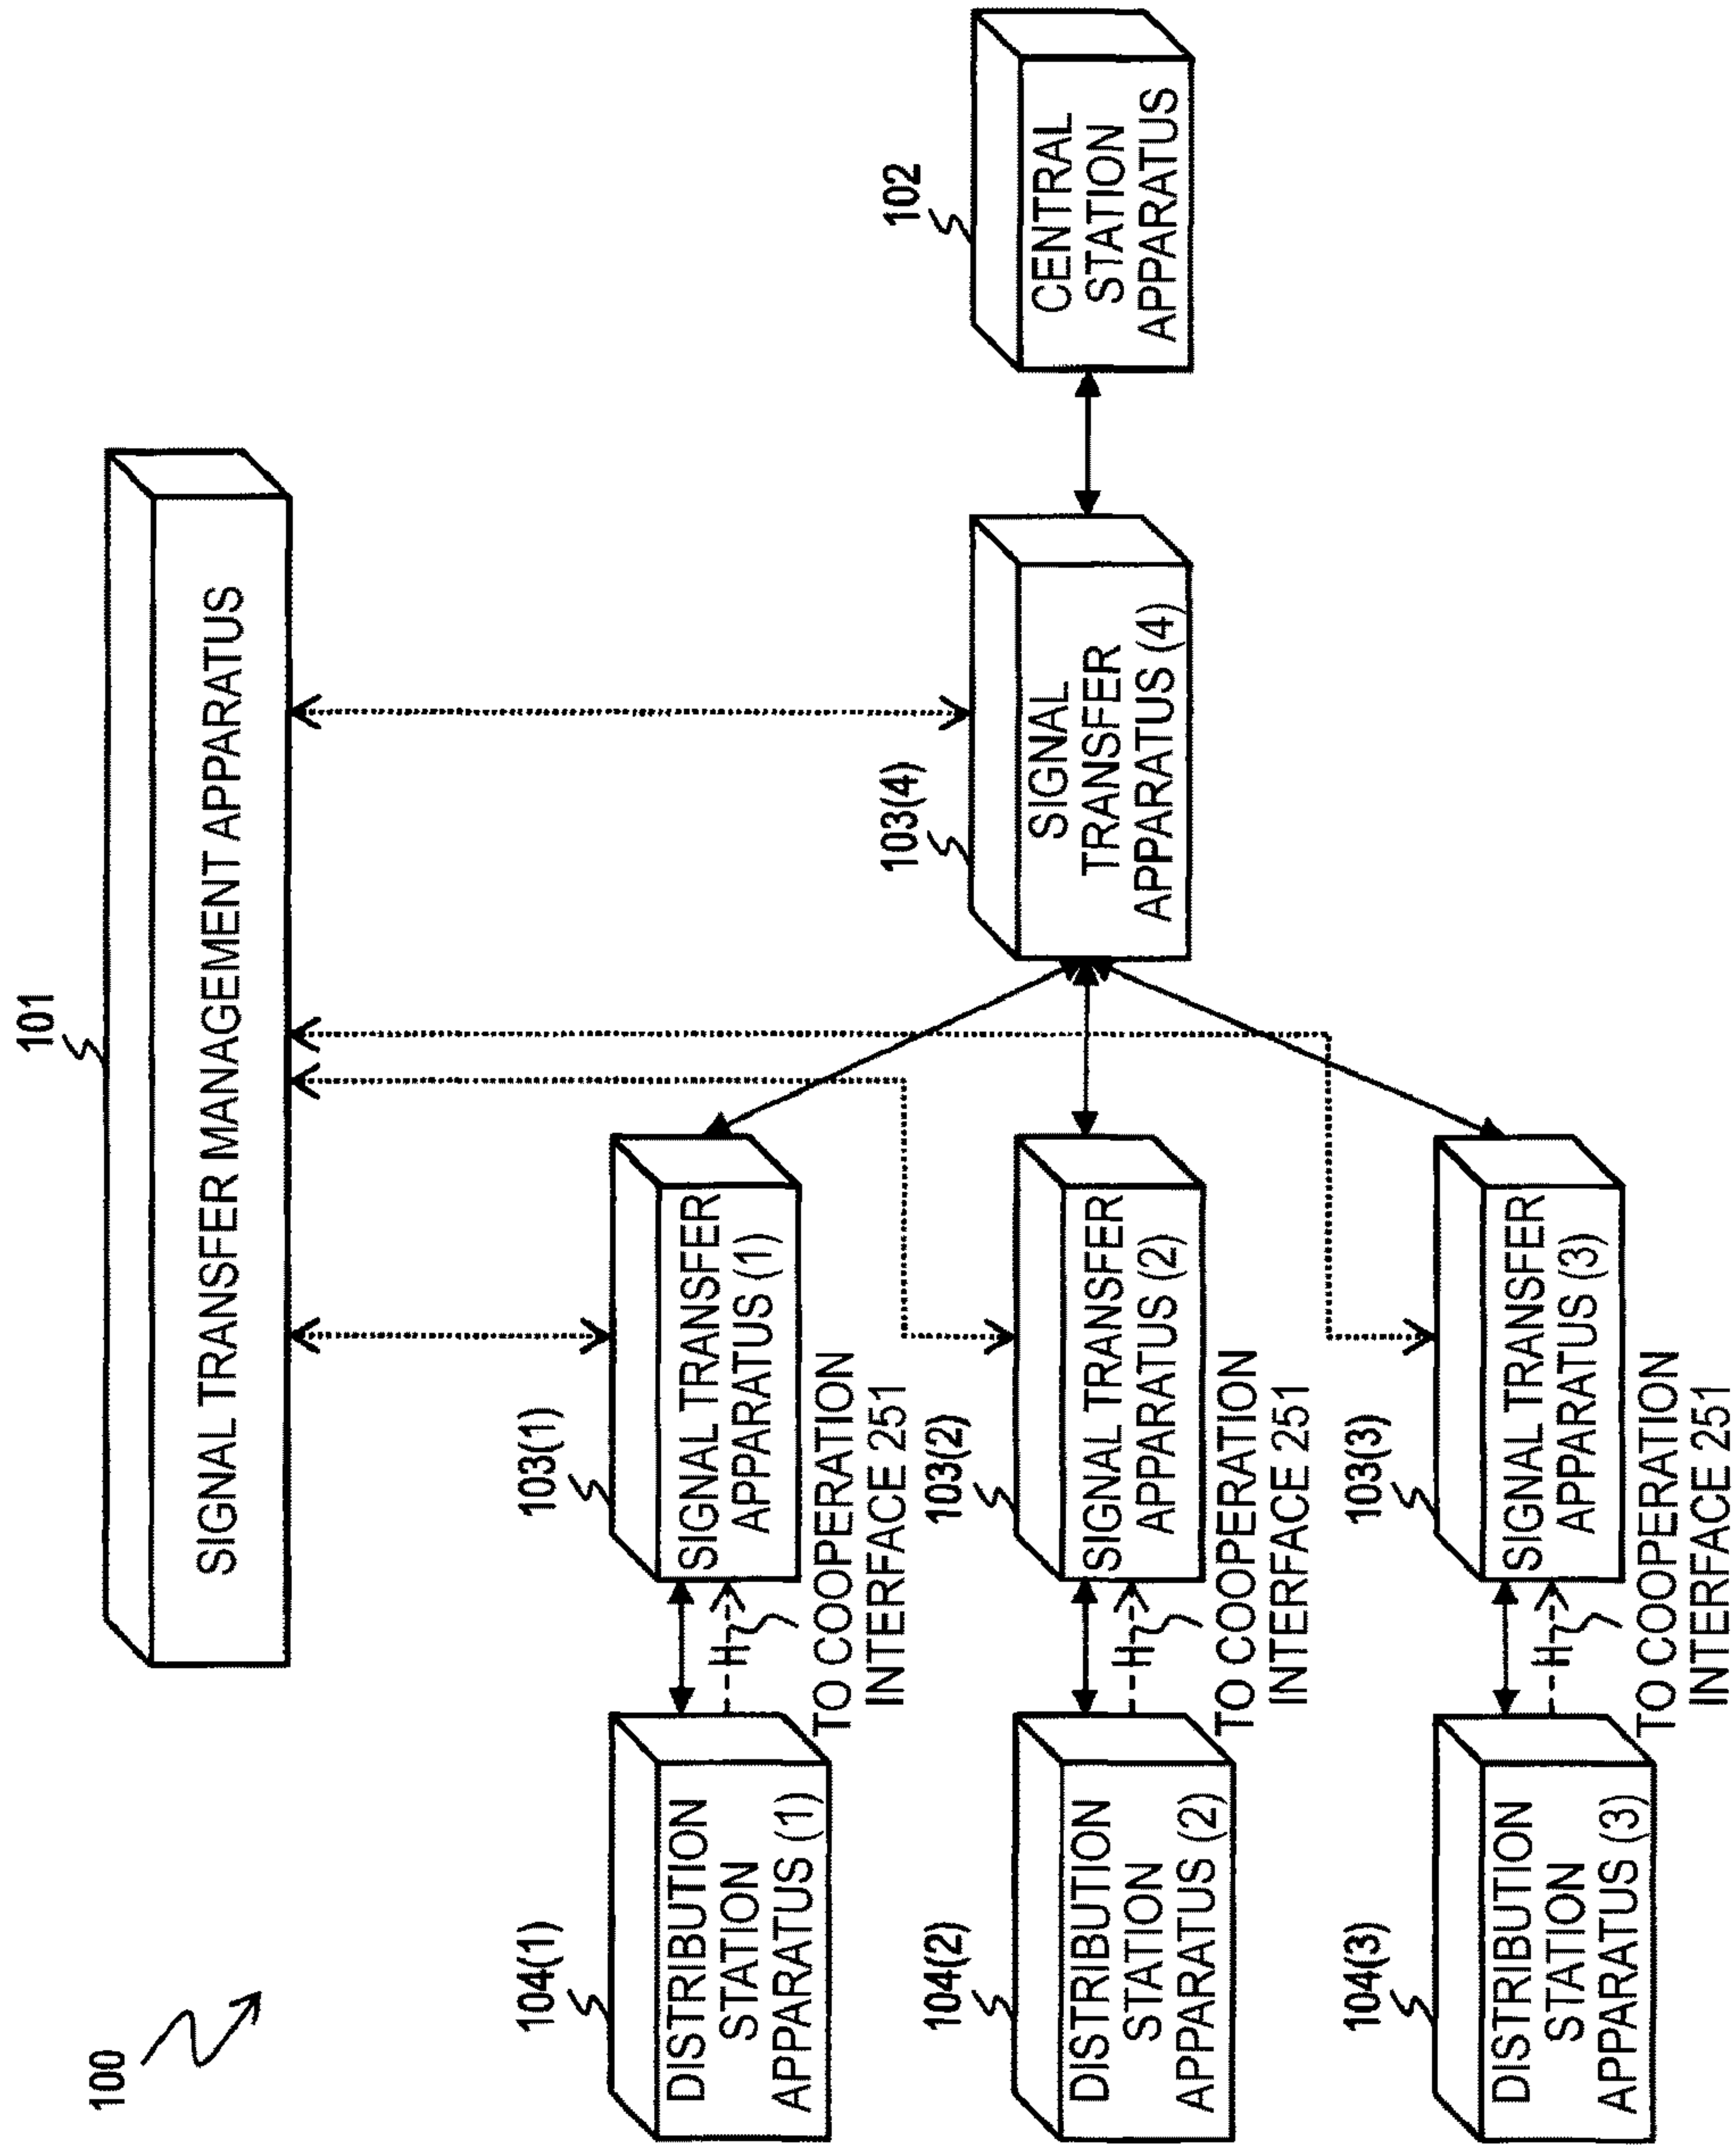 100
101
SIGNAL TRANSFER MANAGEMENT APPARATUS
104(1)
DISTRIBUTION
STATION
APPARATUS (1)
H
TO COOPERATION
INTERFACE 251
103(1)
SIGNAL TRANSFER
APPARATUS (1)
104(2)
DISTRIBUTION
STATION
APPARATUS (2)
H
TO COOPERATION
INTERFACE 251
103(2)
SIGNAL TRANSFER
APPARATUS (2)
103(4)
SIGNAL
TRANSFER
APPARATUS (4)
102
CENTRAL
STATION
APPARATUS
104(3)
DISTRIBUTION
STATION
APPARATUS (3)
H
TO COOPERATION
INTERFACE 251
103(3)
SIGNAL TRANSFER
APPARATUS (3)